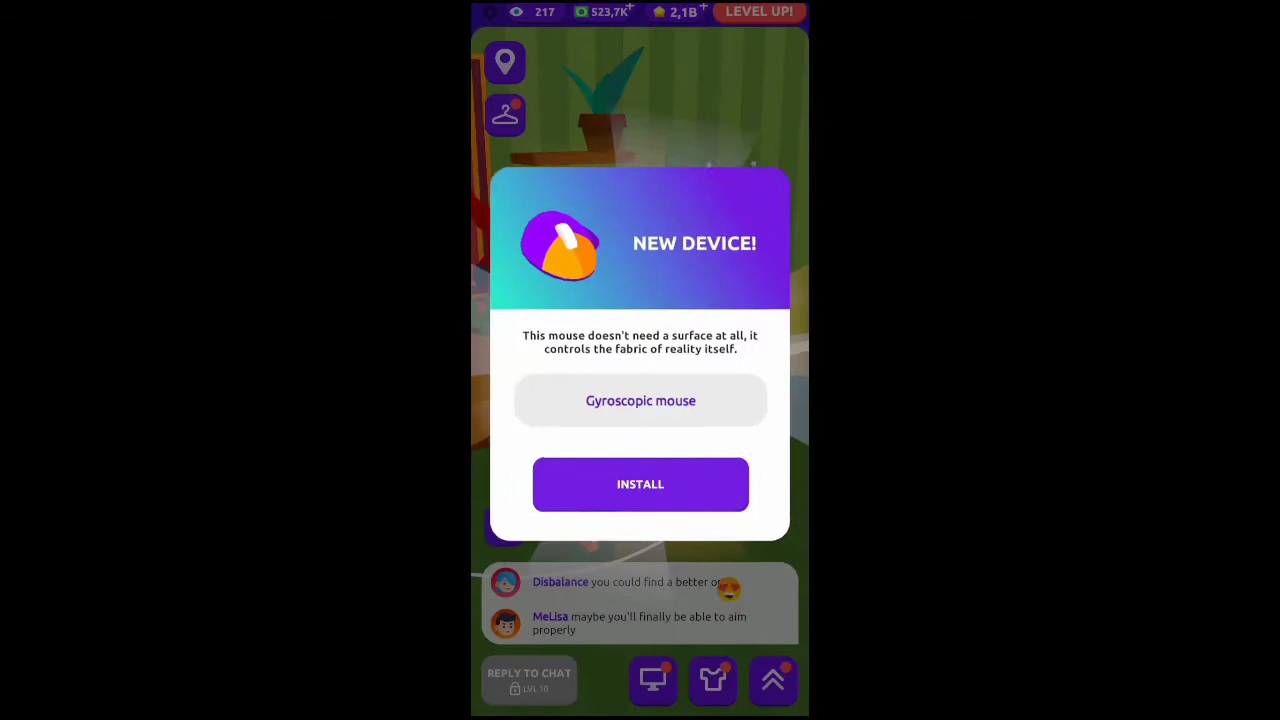 217 523,7K+ 2,1B+ LEVEL UP!
NEW DEVICE!
This mouse doesn't need a surface at all, it
controls the fabric of reality itself.
Gyroscopic mouse
INSTALL
Disbalance you could find a better
MeLisa maybe you'll finally be able to aim
properly
REPLY TO CHAT
LVL 10